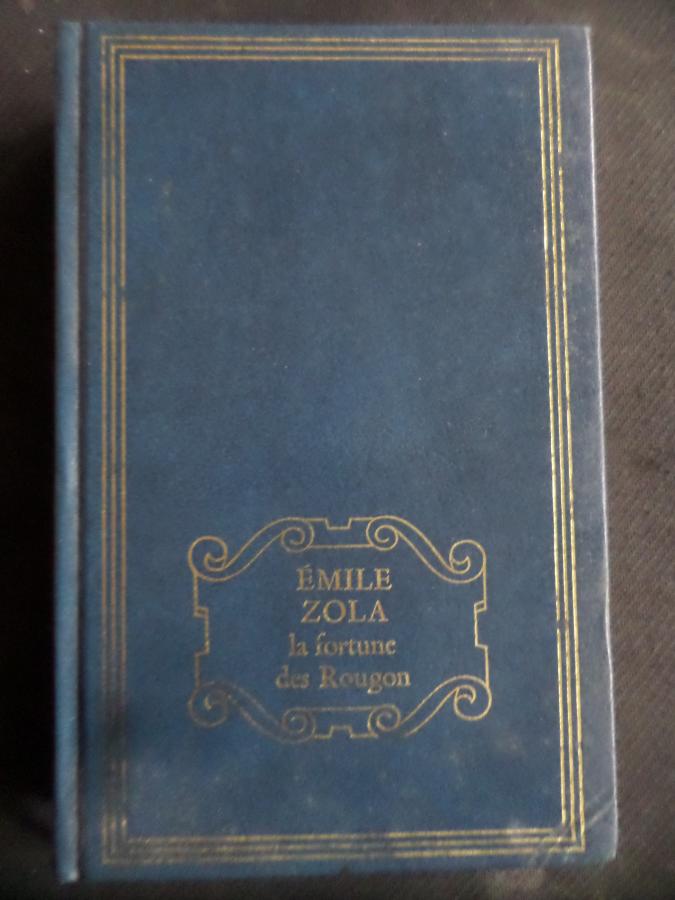 ÉMILE
ZOLA
la fortune
des Rougon